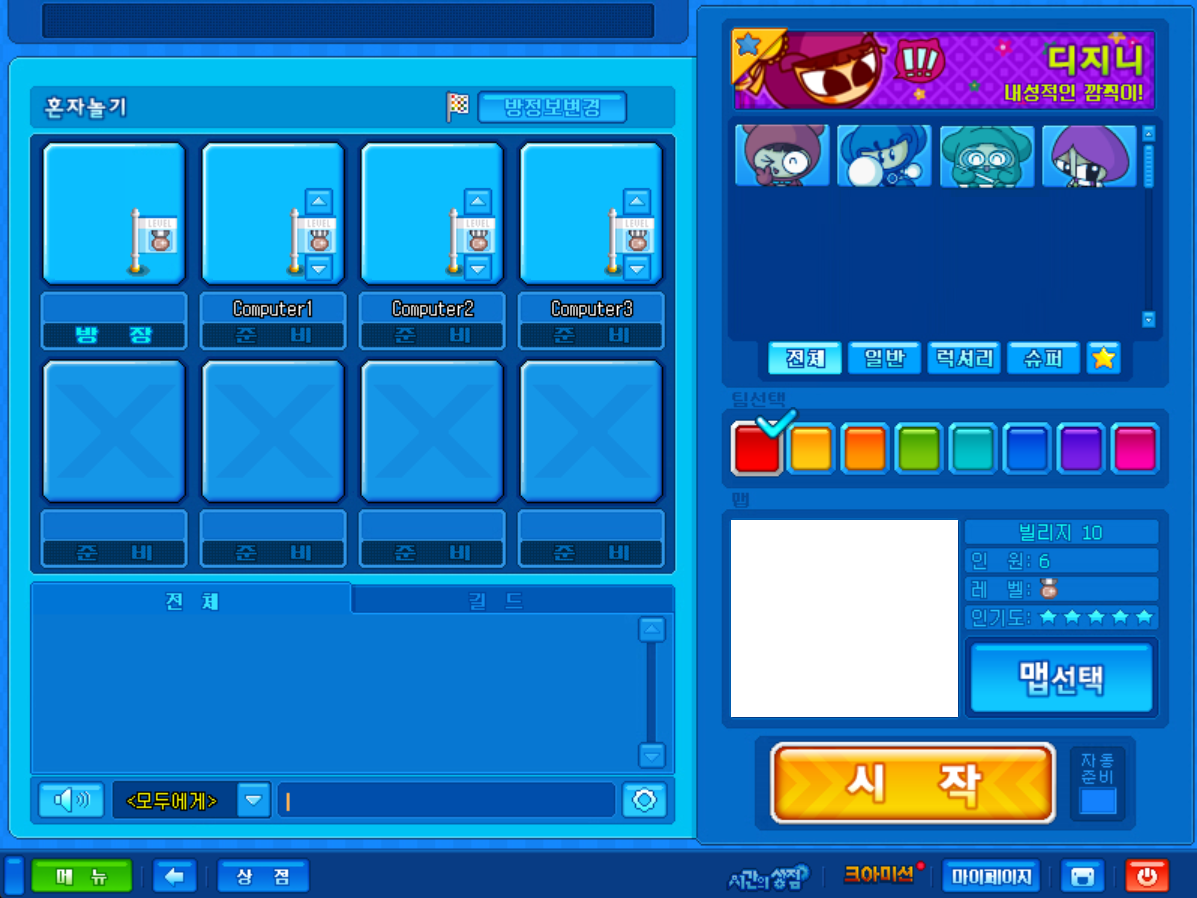 혼자놀기
방정보변경
LEVEL
LEVEL
LEVEL
LEVEL
Computer1
Computer2
Computer3
방 장
준 비
준 비
준 비
준 비
준 비
준 비
준 비
전 체
길 드
<모두에게>
!!!
디지니
내성적인 깜찍이!
전체
일반
럭셔리
슈퍼
팀선택
맵
빌리지 10
인 원: 6
레 벨:
인기도: ★★★★★
맵선택
시 작
자동
준비
메 뉴
상 점
시간의 상점
크아미션
마이페이지